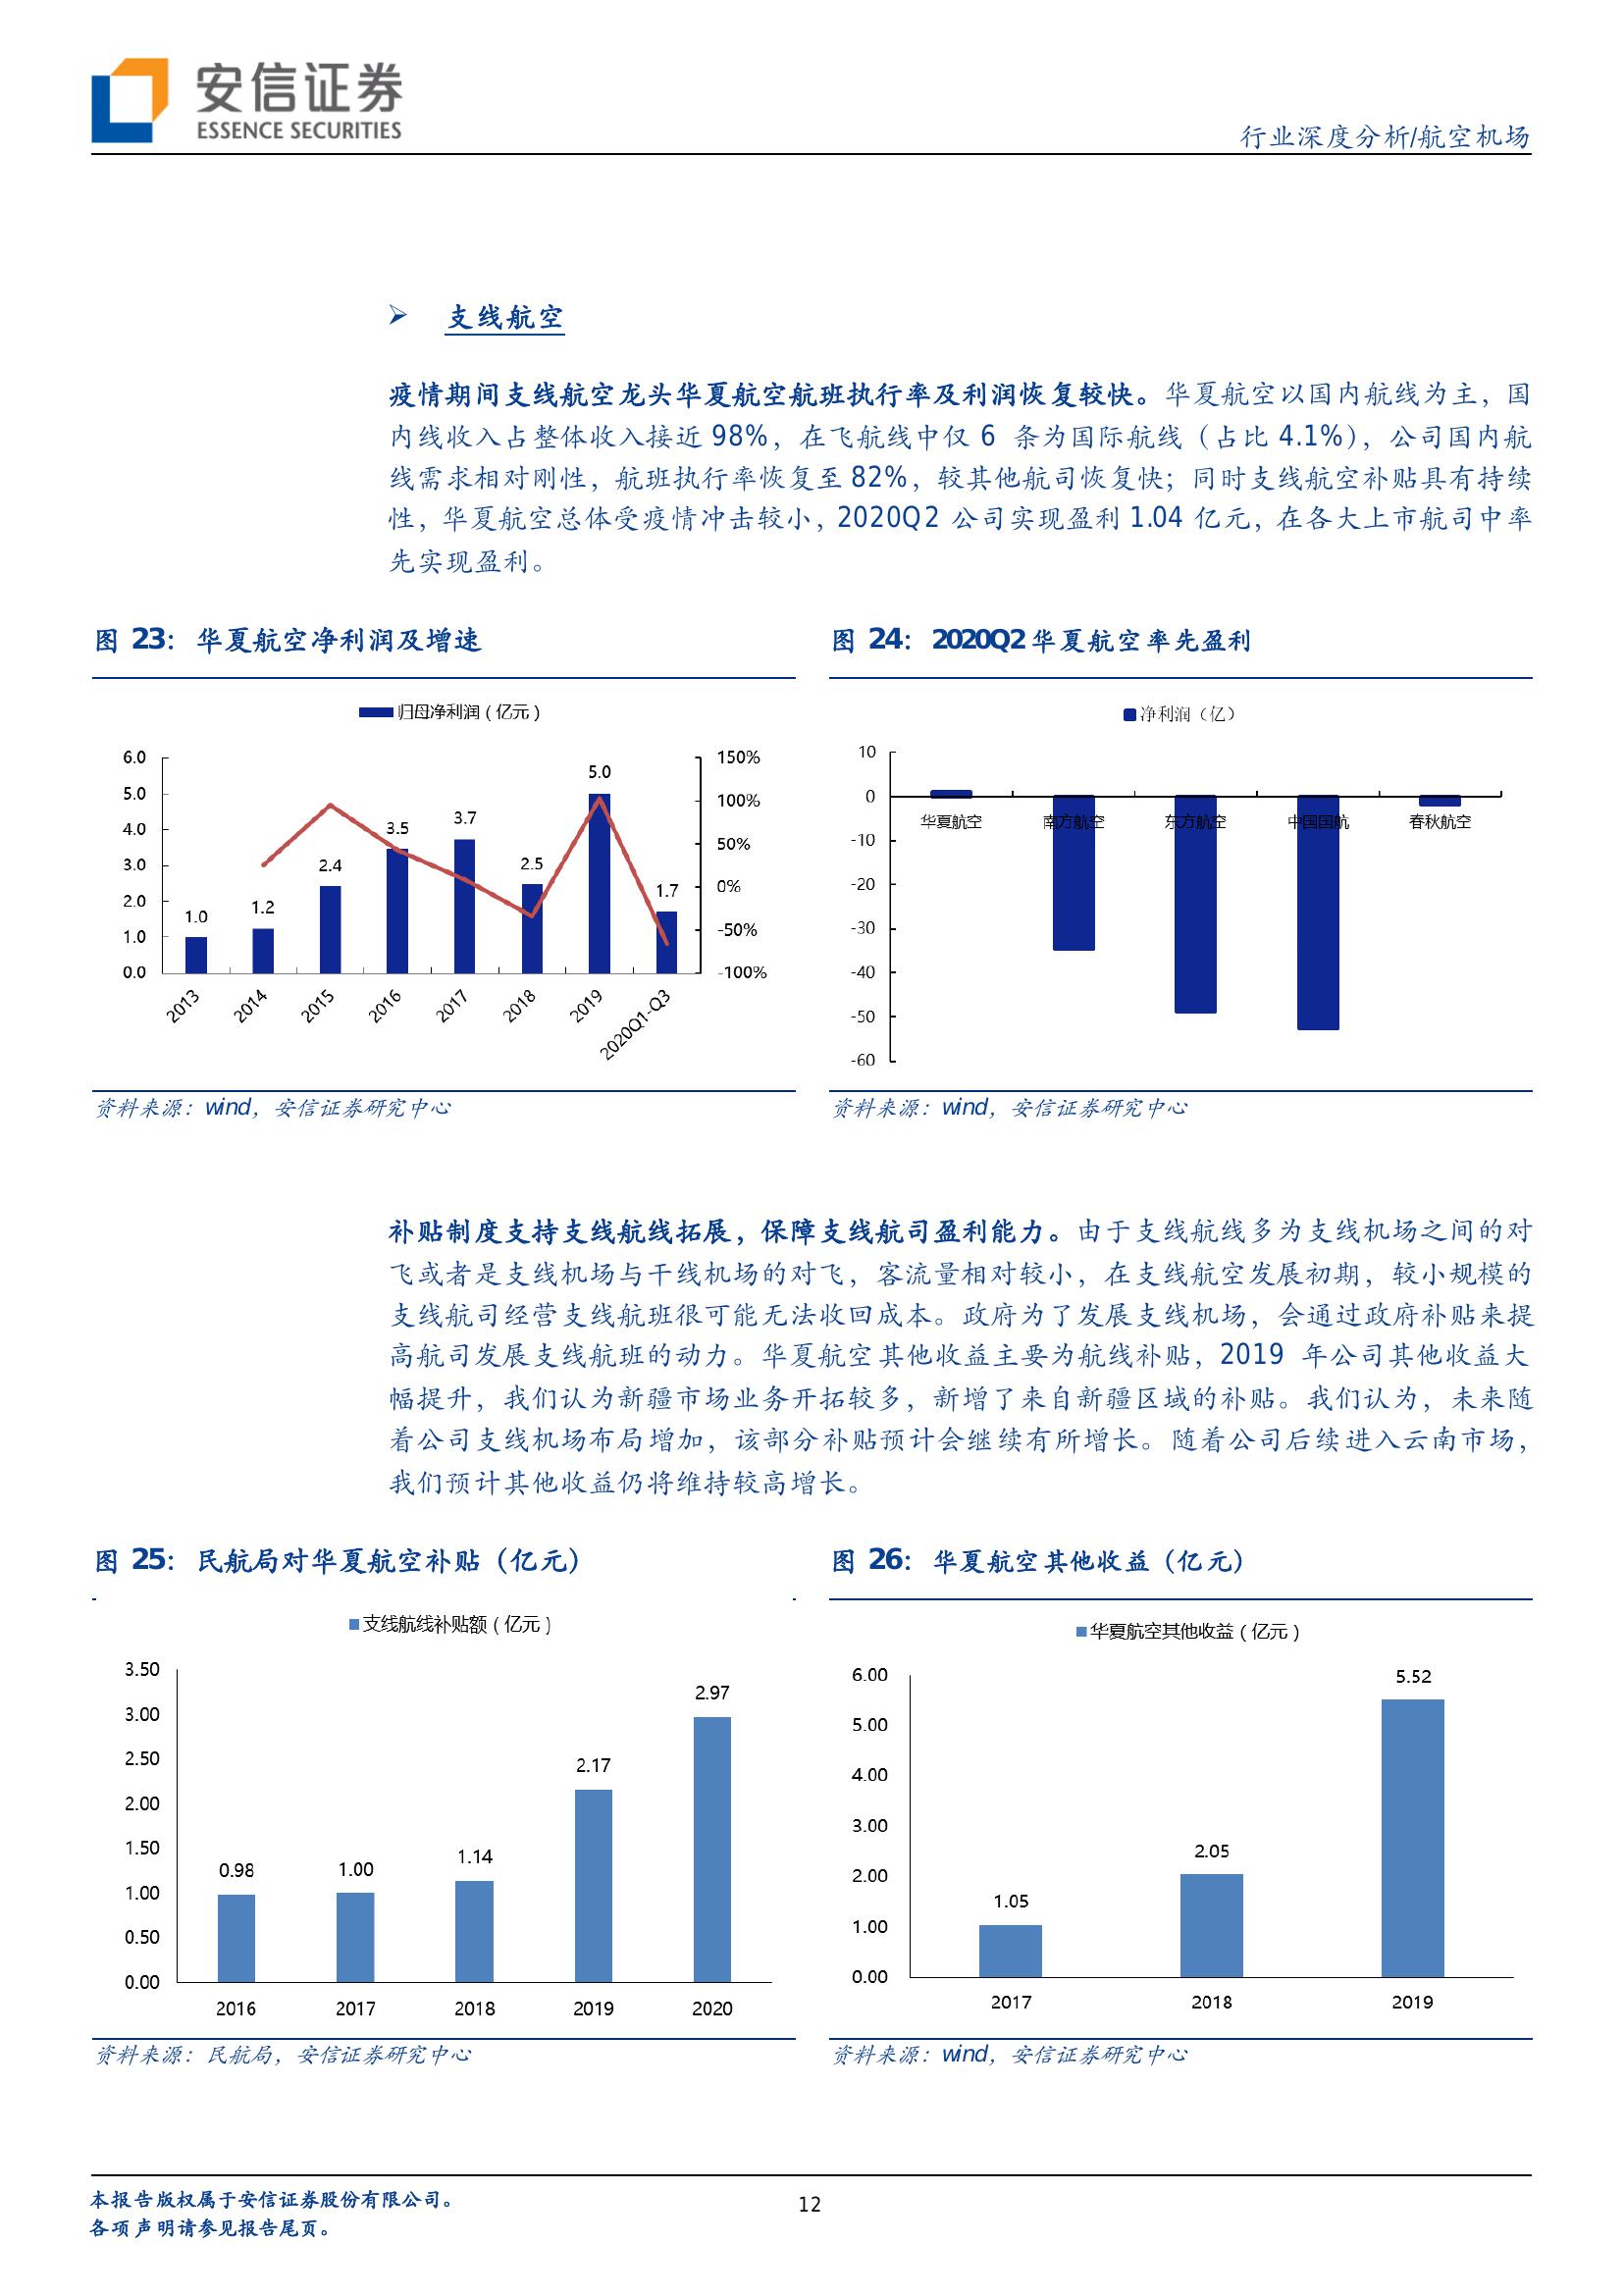 安信证券
ESSENCE SECURITIES
行业深度分析/航空机场
➢ 支线航空
疫情期间支线航空龙头华夏航空航班执行率及利润恢复较快。华夏航空以国内航线为主，国
内线收入占整体收入接近 98%，在飞航线中仅 6 条为国际航线（占比 4.1%），公司国内航
线需求相对刚性，航班执行率恢复至 82%，较其他航司恢复快；同时支线航空补贴具有持续
性，华夏航空总体受疫情冲击较小，2020Q2 公司实现盈利 1.04 亿元，在各大上市航司中率
先实现盈利。
图 23：华夏航空净利润及增速
归母净利润（亿元）
6.0
5.0
4.0
3.0
2.0
1.0
0.0
150%
100%
50%
0%
-50%
-100%
1.0
1.2
2.4
3.5
3.7
2.5
5.0
1.7
2013
2014
2015
2016
2017
2018
2019
2020Q1-Q3
资料来源：wind，安信证券研究中心
图 24：2020Q2 华夏航空率先盈利
净利润（亿）
10
0
-10
-20
-30
-40
-50
-60
华夏航空
南方航空
东方航空
中国国航
春秋航空
资料来源：wind，安信证券研究中心
补贴制度支持支线航线拓展，保障支线航司盈利能力。由于支线航线多为支线机场之间的对
飞或者是支线机场与干线机场的对飞，客流量相对较小，在支线航空发展初期，较小规模的
支线航司经营支线航班很可能无法收回成本。政府为了发展支线机场，会通过政府补贴来提
高航司发展支线航班的动力。华夏航空其他收益主要为航线补贴，2019 年公司其他收益大
幅提升，我们认为新疆市场业务开拓较多，新增了来自新疆区域的补贴。我们认为，未来随
着公司支线机场布局增加，该部分补贴预计会继续有所增长。随着公司后续进入云南市场，
我们预计其他收益仍将维持较高增长。
图 25：民航局对华夏航空补贴（亿元）
支线航线补贴额（亿元）
3.50
3.00
2.50
2.00
1.50
1.00
0.50
0.00
0.98
1.00
1.14
2.17
2.97
2016
2017
2018
2019
2020
资料来源：民航局，安信证券研究中心
图 26：华夏航空其他收益（亿元）
华夏航空其他收益（亿元）
6.00
5.00
4.00
3.00
2.00
1.00
0.00
1.05
2.05
5.52
2017
2018
2019
资料来源：wind，安信证券研究中心
本报告版权属于安信证券股份有限公司。
各项声明请参见报告尾页。
12